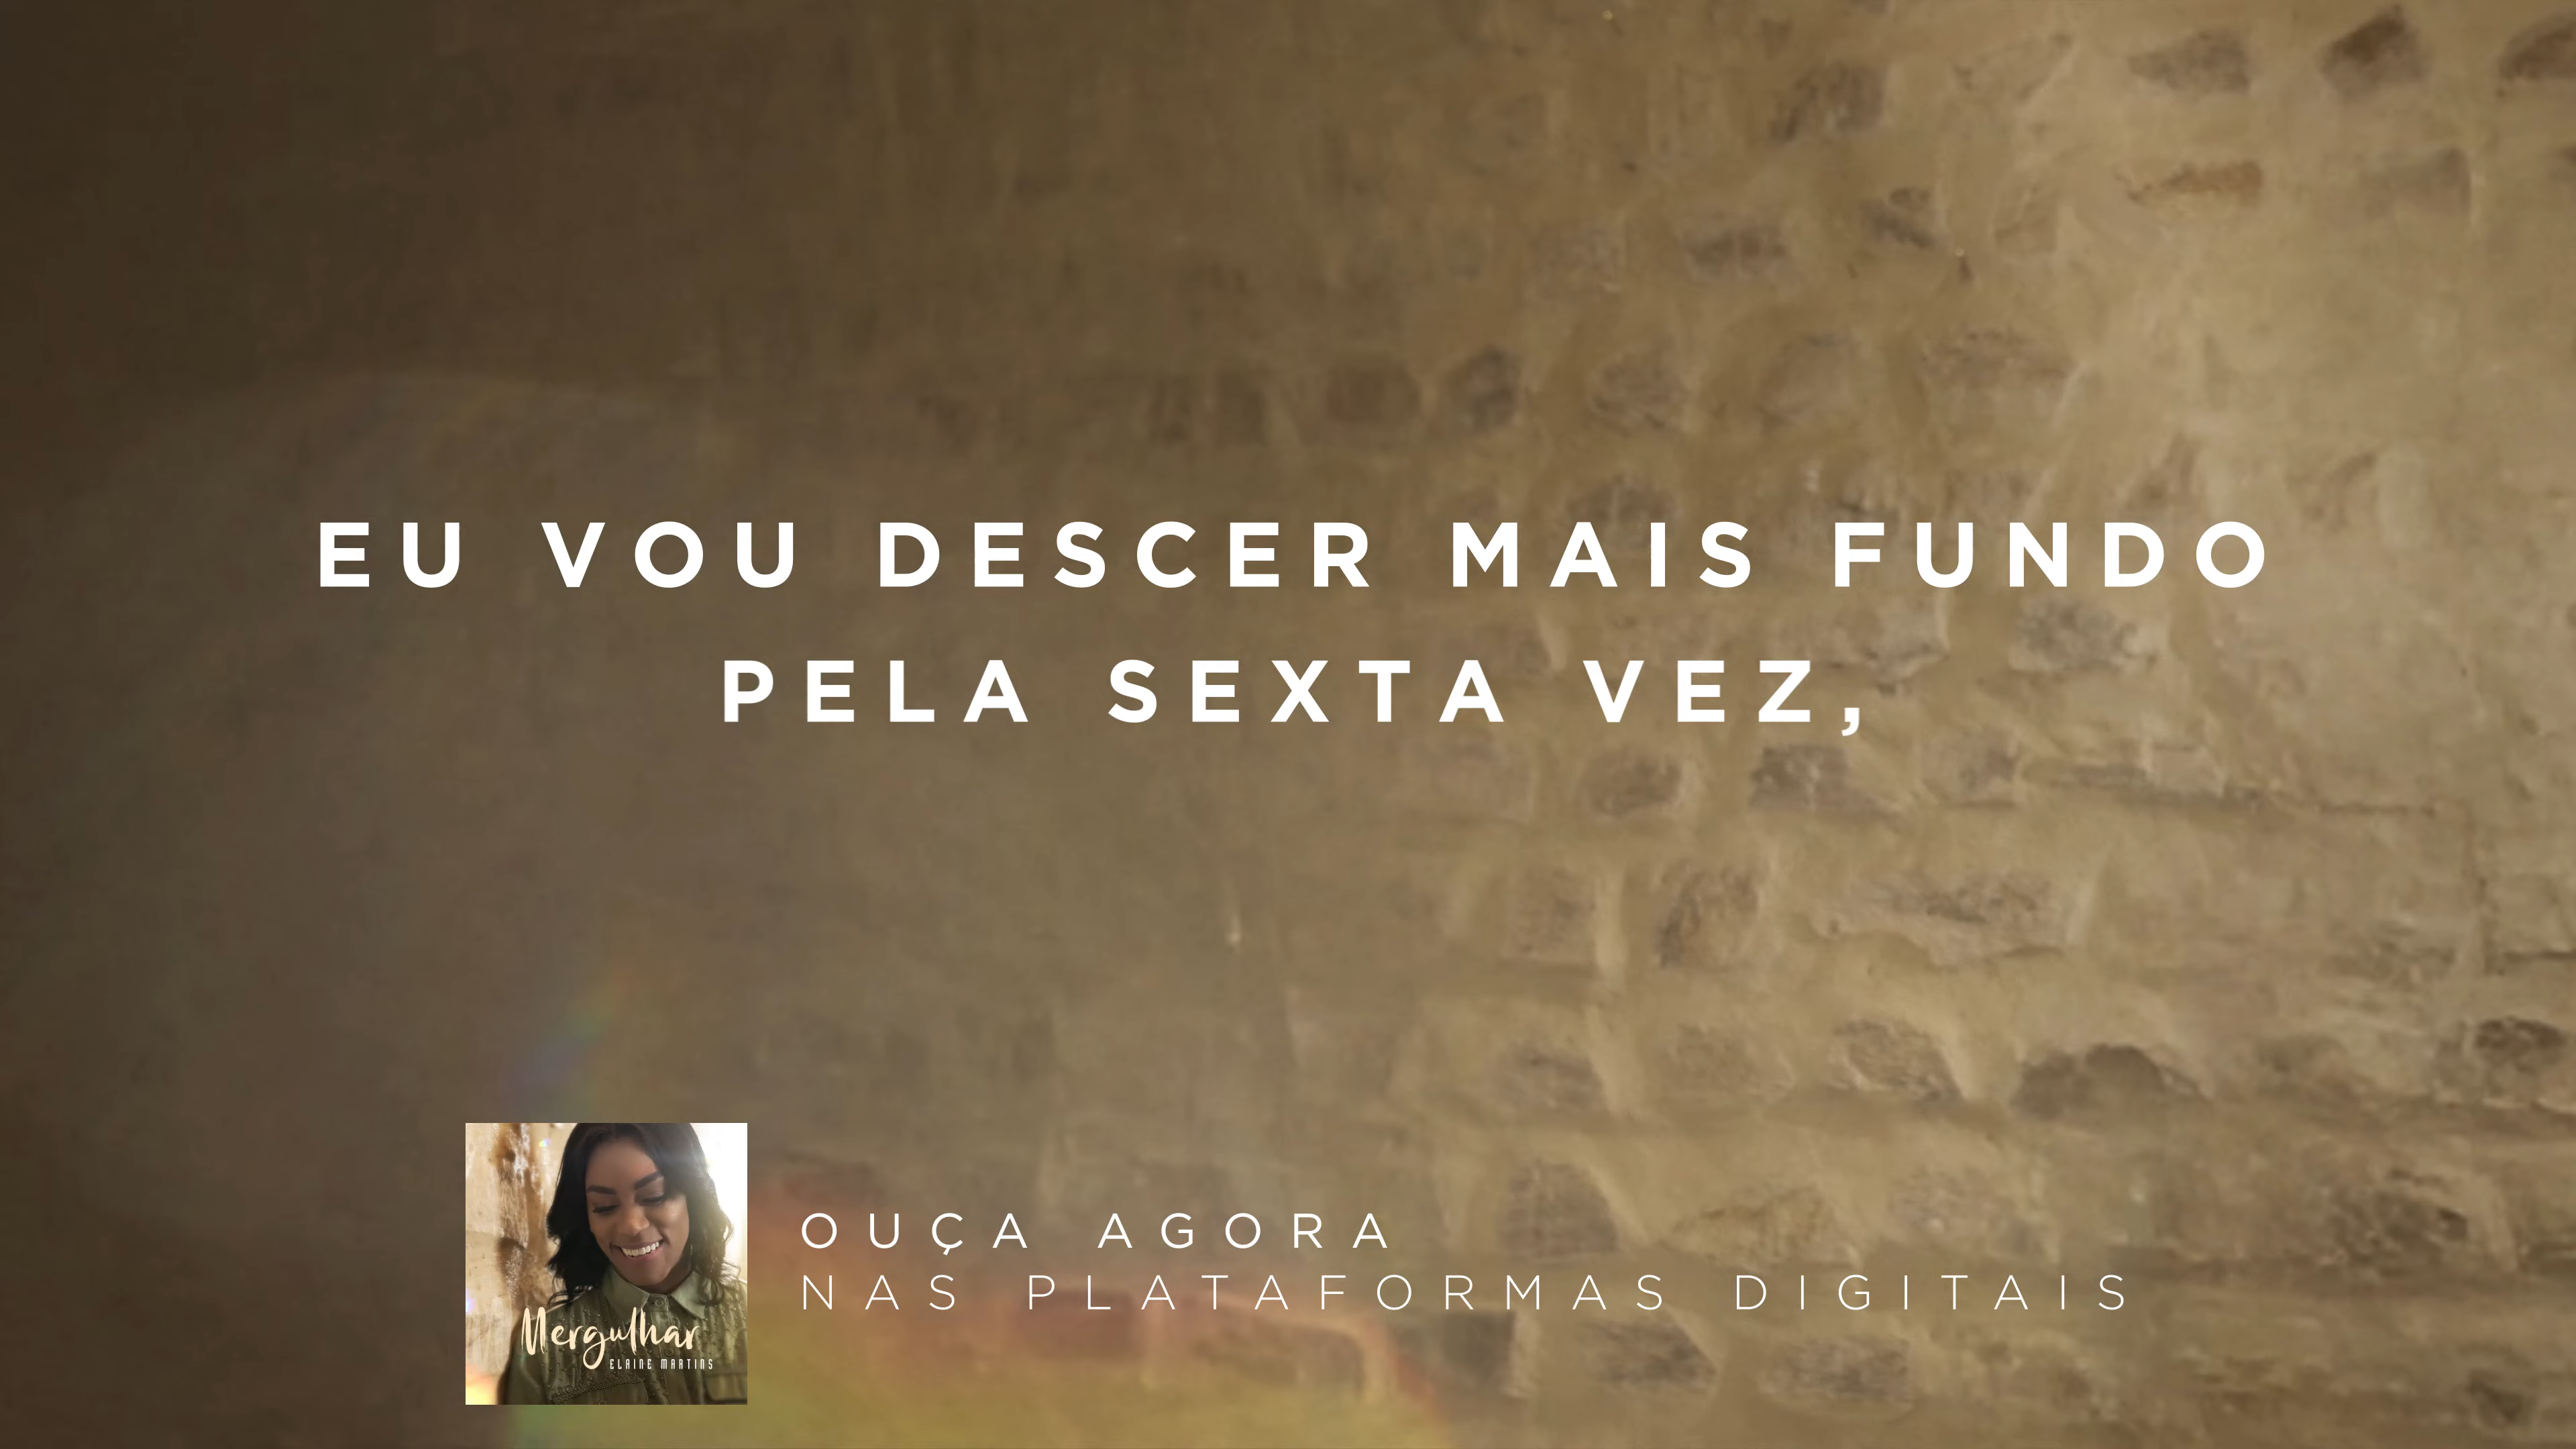 EU VOU DESCER MAIS FUNDO
PELA SEXTA VEZ,
OUÇA AGORA
NAS PLATAFORMAS DIGITAIS
Mergulhar
ELAINE MARTINS